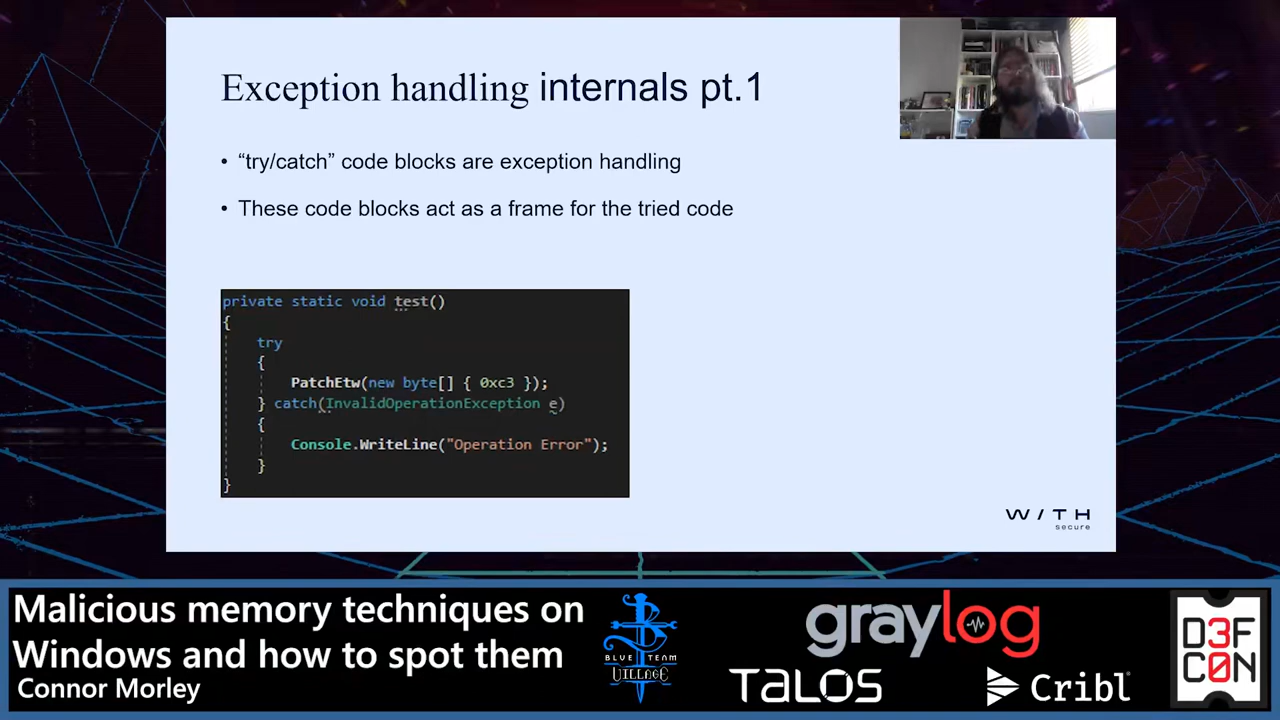 Exception handling internals pt.1
• “try/catch” code blocks are exception handling
• These code blocks act as a frame for the tried code
private static void test()
{
try
{
PatchEtw(new byte[] { 0xc3 });
} catch(InvalidOperationException e)
{
Console.WriteLine("Operation Error");
}
}
W/TH
secure
Malicious memory techniques on
Windows and how to spot them
Connor Morley
BLUE TEAM
VILLAGE
graylog
TALOS
Cribl
D3F
C0N